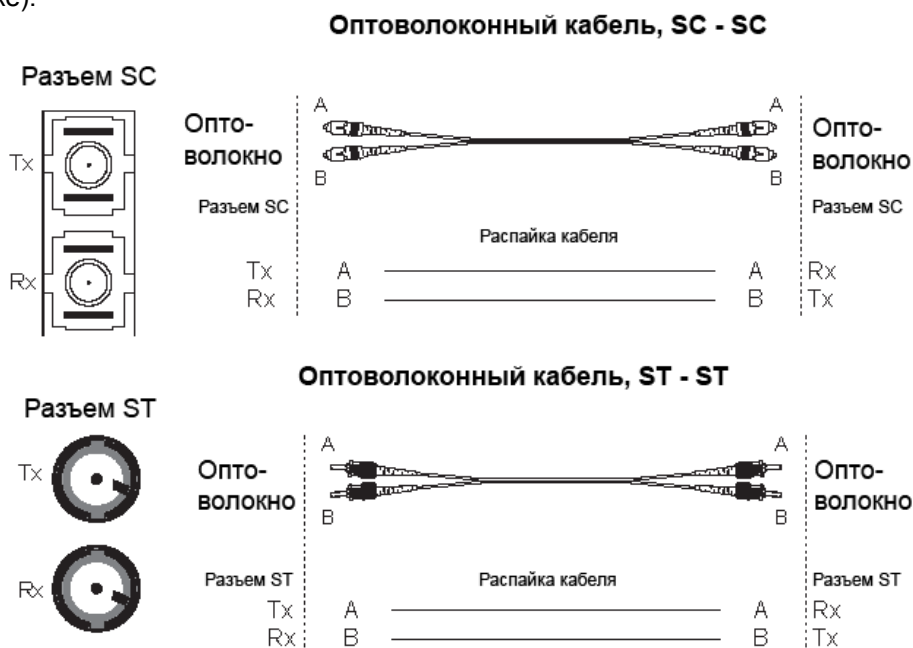 ке).
Оптоволоконный кабель, SC - SC
Разъем SC
Tx
Rx
Опто-
волокно
Разъем SC
A
B
A
B
Опто-
волокно
Разъем SC
Распайка кабеля
Tx A A Rx
Rx B B Tx
Оптоволоконный кабель, ST - ST
Разъем ST
Tx
Rx
Опто-
волокно
A
B
A
B
Опто-
волокно
Разъем ST Распайка кабеля Разъем ST
Tx A A Rx
Rx B B Tx